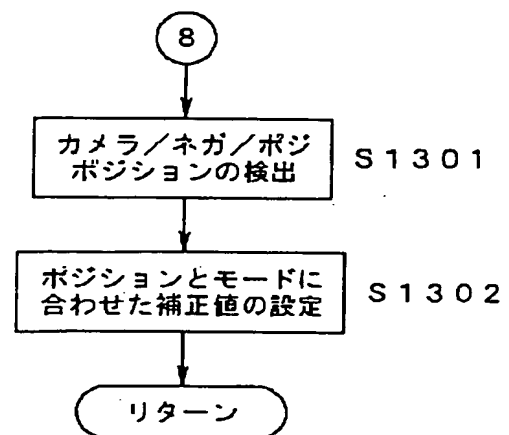 8
カメラ/ネガ/ポジ
ポジションの検出
S1301
ポジションとモードに
合わせた補正値の設定
S1302
リターン